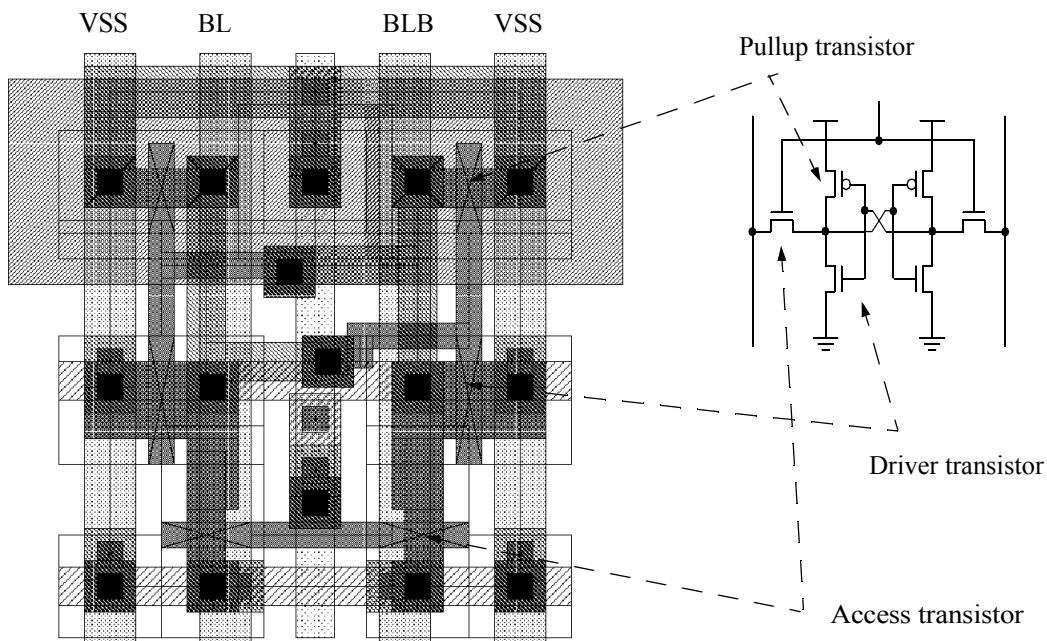 VSS BL BLB VSS
Pullup transistor
Driver transistor
Access transistor